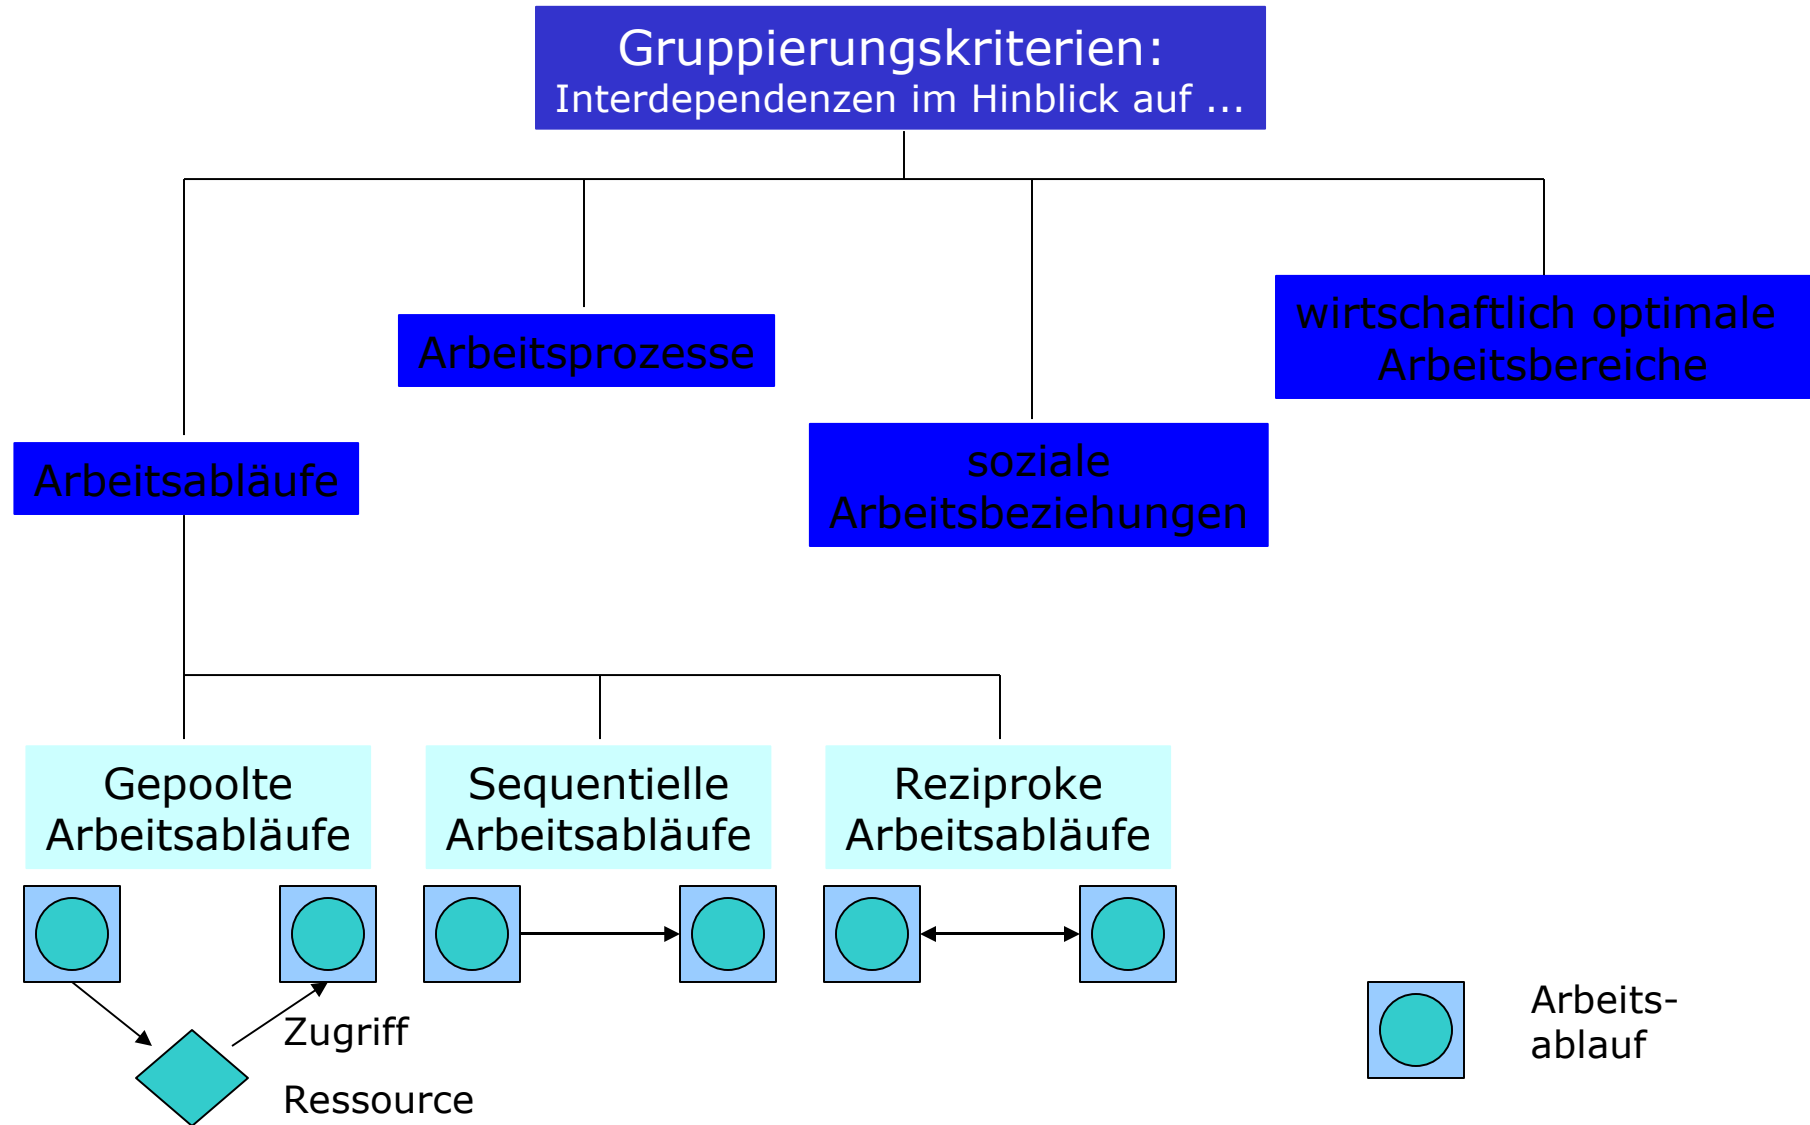 Gruppierungskriterien:
Interdependenzen im Hinblick auf ...
wirtschaftlich optimale
Arbeitsbereiche
Arbeitsprozesse
soziale
Arbeitsbeziehungen
Arbeitsabläufe
Gepoolte
Arbeitsabläufe
Sequentielle
Arbeitsabläufe
Reziproke
Arbeitsabläufe
Zugriff
Ressource
Arbeits-
ablauf